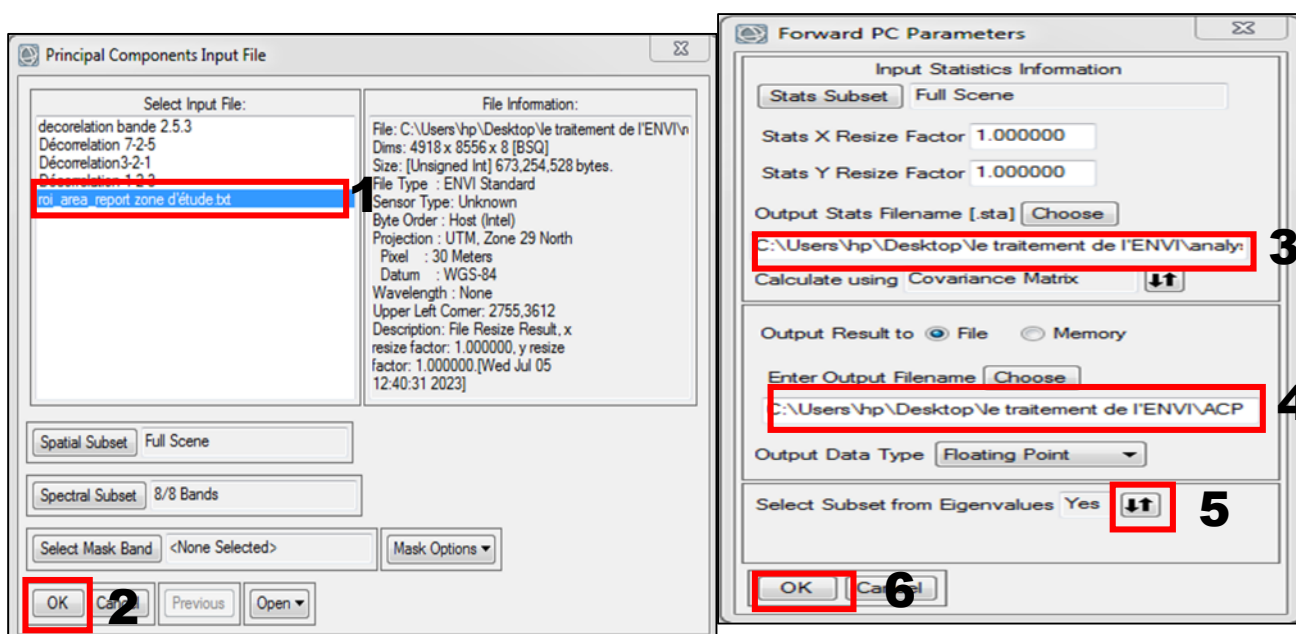 Principal Components Input File
Select Input File:
decorelation bande 2.5.3
Décorrelation 7-2-5
Décorrelation3-2-1
Décorrelation 1-2-3
roi_area_report zone d'étude.txt
1
File Information:
File: C:\Users\hp\Desktop\le traitement de l'ENVI\
Dims: 4918 x 8556 x 8 [BSQ]
Size: [Unsigned Int] 673,254,528 bytes.
File Type : ENVI Standard
Sensor Type: Unknown
Byte Order : Host (Intel)
Projection : UTM, Zone 29 North
Pixel : 30 Meters
Datum : WGS-84
Wavelength : None
Upper Left Corner: 2755,3612
Description: File Resize Result, x
resize factor: 1.000000, y resize
factor: 1.000000.[Wed Jul 05
12:40:31 2023]
Spatial Subset Full Scene
Spectral Subset 8/8 Bands
Select Mask Band <None Selected> Mask Options
OK Cancel Previous Open
2
Forward PC Parameters
Input Statistics Information
Stats Subset Full Scene
Stats X Resize Factor 1.000000
Stats Y Resize Factor 1.000000
Output Stats Filename [.sta] Choose
C:\Users\hp\Desktop\le traitement de l'ENVI\analys
3
Calculate using Covariance Matrix
Output Result to File Memory
Enter Output Filename Choose
C:\Users\hp\Desktop\le traitement de l'ENVI\ACP
4
Output Data Type Floating Point
Select Subset from Eigenvalues Yes
5
OK Cancel
6